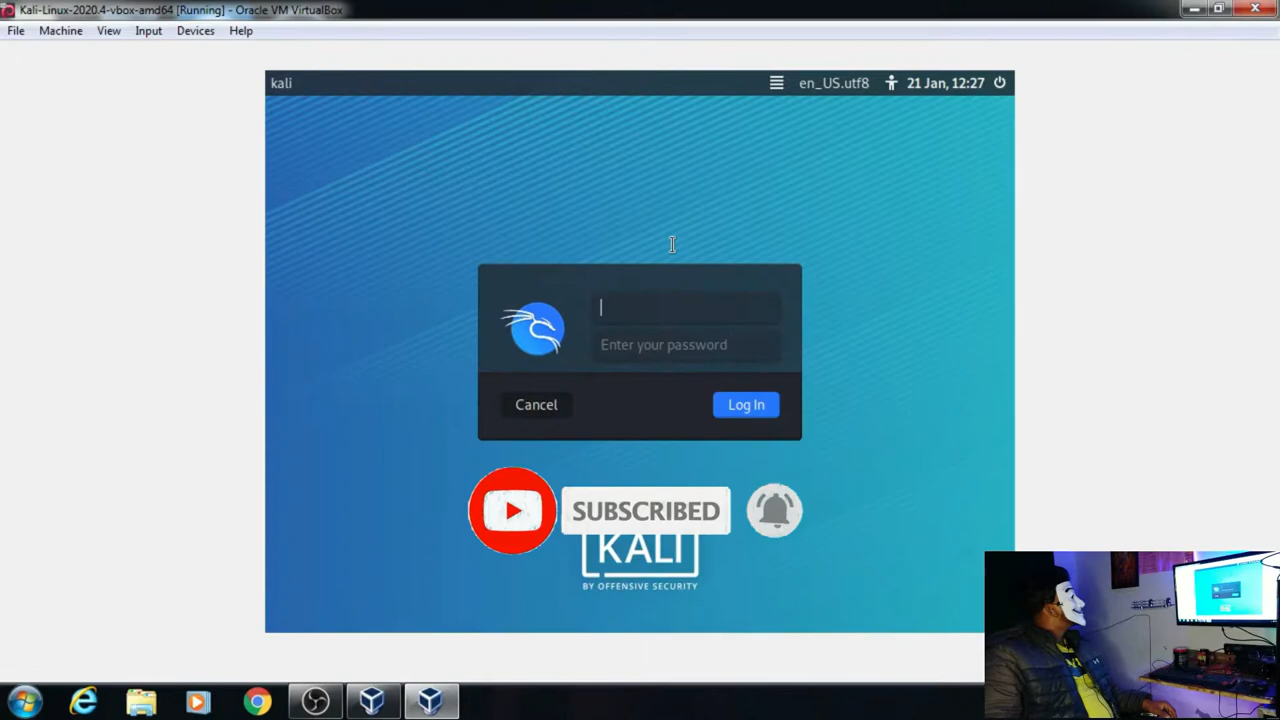 Kali-Linux-2020.4-vbox-amd64 [Running] - Oracle VM VirtualBox
File Machine View Input Devices Help
kali en_US.utf8 21 Jan, 12:27
Enter your password
Cancel Log In
SUBSCRIBED
KALI
BY OFFENSIVE SECURITY